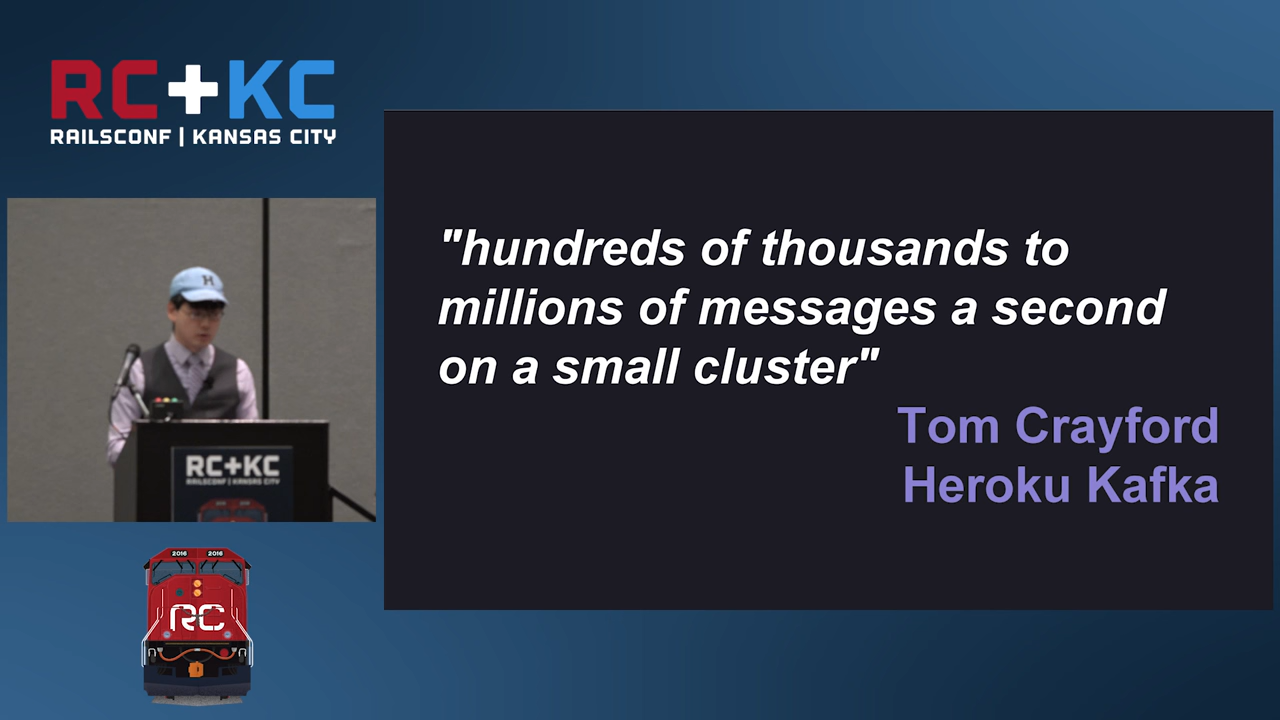 RC+KC
RAILSCONF | KANSAS CITY
"hundreds of thousands to
millions of messages a second
on a small cluster"
Tom Crayford
Heroku Kafka
H
RC+KC
RAILSCONF | KANSAS CITY
2016 2016
RC